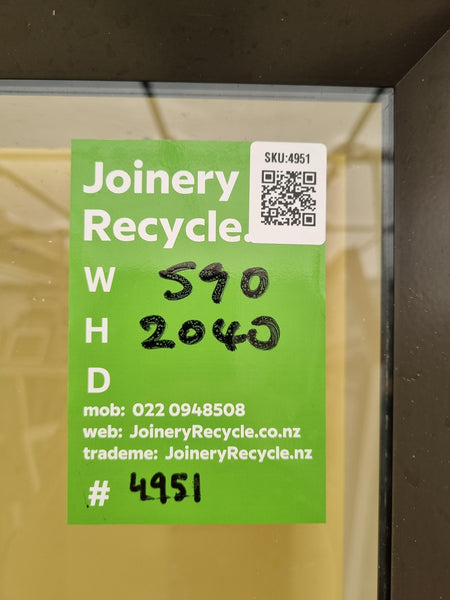 SKU:4951
Joinery
Recycle.
W 590
H 2040
D
mob: 022 0948508
web: JoineryRecycle.co.nz
trademe: JoineryRecycle.nz
# 4951